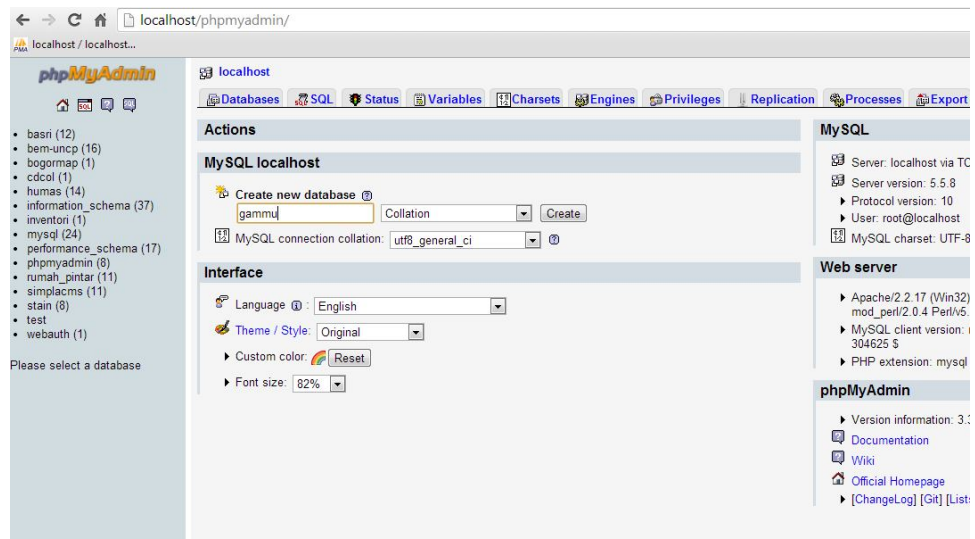 localhost/phpmyadmin/
PMA localhost / localhost...
phpMyAdmin
SQL
basri (12)
bem-uncp (16)
bogormap (1)
cdcol (1)
humas (14)
information_schema (37)
inventori (1)
mysql (24)
performance_schema (17)
phpmyadmin (8)
rumah_pintar (11)
simplacms (11)
stain (8)
test
webauth (1)
Please select a database
localhost
Databases SQL Status Variables Charsets Engines Privileges Replication Processes Export
Actions
MySQL localhost
Create new database
gammu Collation Create
MySQL connection collation: utf8_general_ci
Interface
Language : English
Theme / Style: Original
Custom color: Reset
Font size: 82%
MySQL
Server: localhost via TC
Server version: 5.5.8
Protocol version: 10
User: root@localhost
MySQL charset: UTF-8
Web server
Apache/2.2.17 (Win32)
mod_perl/2.0.4 Perl/v5.
MySQL client version:
304625 $
PHP extension: mysql
phpMyAdmin
Version information: 3.3
Documentation
Wiki
Official Homepage
[ChangeLog] [Git] [Lists